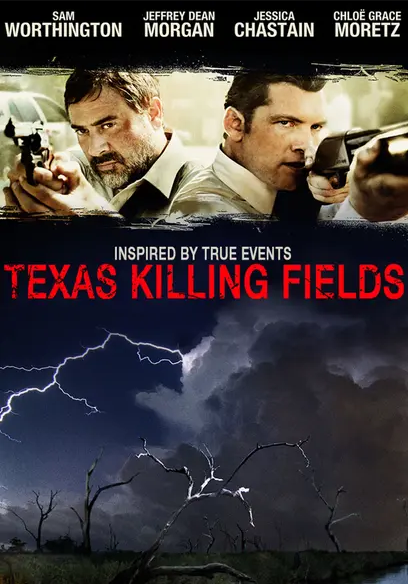 SAM JEFFREY DEAN JESSICA CHLOË GRACE
WORTHINGTON MORGAN CHASTAIN MORETZ
INSPIRED BY TRUE EVENTS
TEXAS KILLING FIELDS